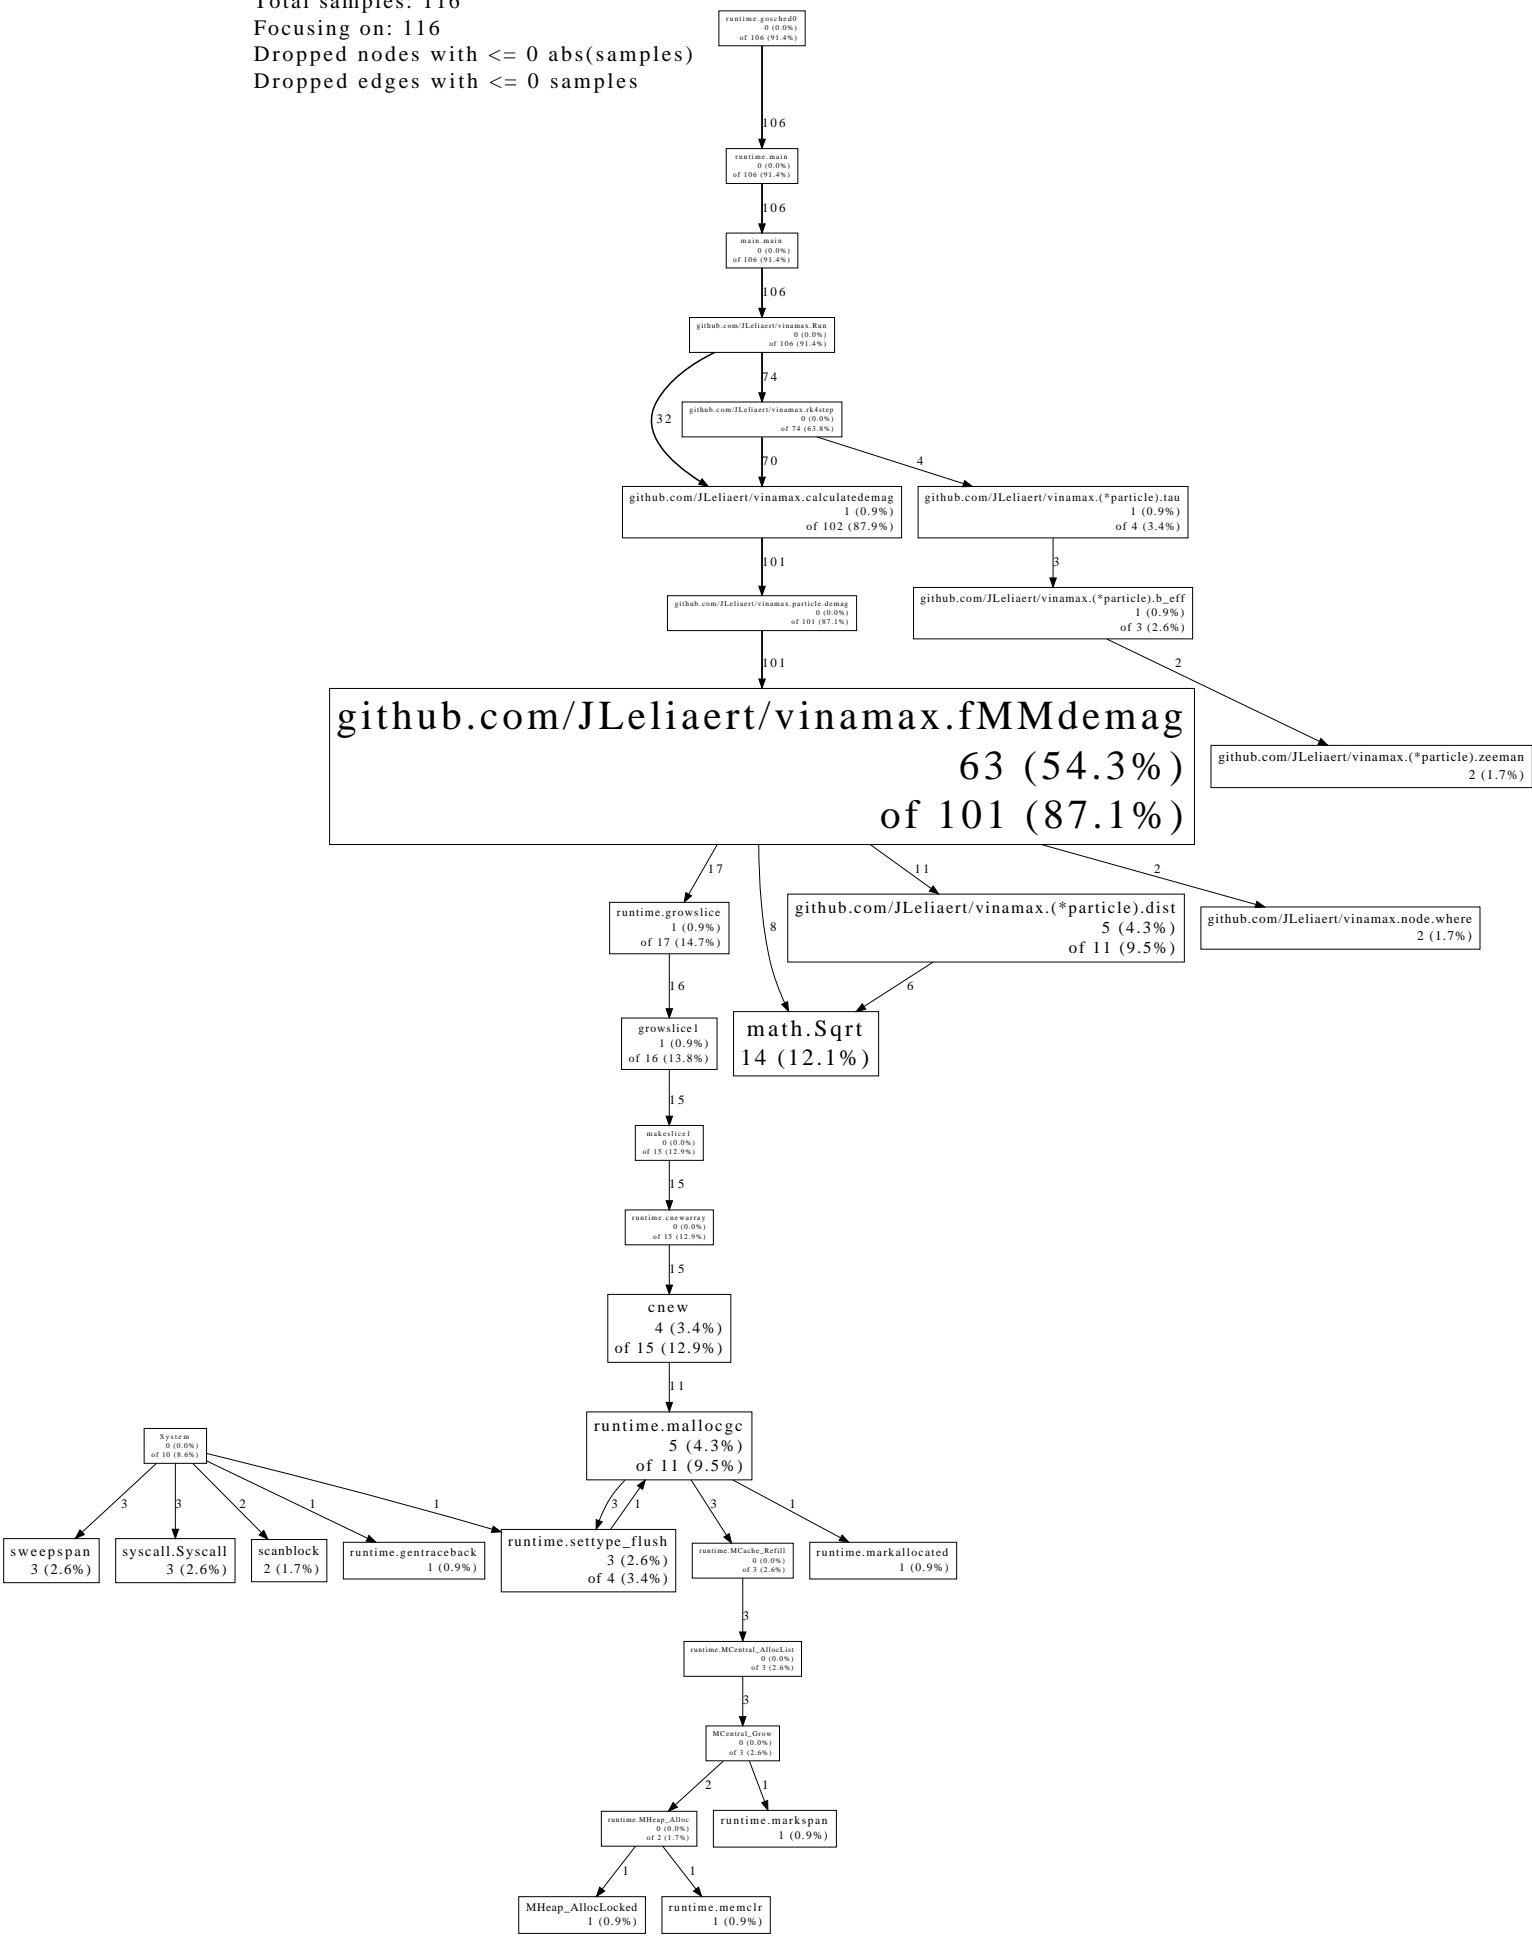 Total samples: 116
Focusing on: 116
Dropped nodes with <= 0 abs(samples)
Dropped edges with <= 0 samples
runtime.gosched0
0 (0.0%)
of 106 (91.4%)
106
runtime.main
0 (0.0%)
of 106 (91.4%)
106
main.main
0 (0.0%)
of 106 (91.4%)
106
github.com/JLeliaert/vinamax.Run
0 (0.0%)
of 106 (91.4%)
74
32
github.com/JLeliaert/vinamax.rk4step
0 (0.0%)
of 74 (63.8%)
70
4
github.com/JLeliaert/vinamax.calculatedemag
1 (0.9%)
of 102 (87.9%)
github.com/JLeliaert/vinamax.(*particle).tau
1 (0.9%)
of 4 (3.4%)
101
3
github.com/JLeliaert/vinamax.particle.demag
0 (0.0%)
of 101 (87.1%)
github.com/JLeliaert/vinamax.(*particle).b_eff
1 (0.9%)
of 3 (2.6%)
101
2
github.com/JLeliaert/vinamax.fMMdemag
63 (54.3%)
of 101 (87.1%)
github.com/JLeliaert/vinamax.(*particle).zeeman
2 (1.7%)
17
8
11
2
runtime.growslice
1 (0.9%)
of 17 (14.7%)
github.com/JLeliaert/vinamax.(*particle).dist
5 (4.3%)
of 11 (9.5%)
github.com/JLeliaert/vinamax.node.where
2 (1.7%)
16
6
growslice1
1 (0.9%)
of 16 (13.8%)
math.Sqrt
14 (12.1%)
15
makeslice1
0 (0.0%)
of 15 (12.9%)
15
runtime.cnewarray
0 (0.0%)
of 15 (12.9%)
15
cnew
4 (3.4%)
of 15 (12.9%)
11
runtime.mallocgc
5 (4.3%)
of 11 (9.5%)
System
0 (0.0%)
of 10 (8.6%)
3
3
2
1
1
3
1
3
1
sweepspan
3 (2.6%)
syscall.Syscall
3 (2.6%)
scanblock
2 (1.7%)
runtime.gentraceback
1 (0.9%)
runtime.settype_flush
3 (2.6%)
of 4 (3.4%)
runtime.MCache_Refill
0 (0.0%)
of 3 (2.6%)
runtime.markallocated
1 (0.9%)
3
runtime.MCentral_AllocList
0 (0.0%)
of 3 (2.6%)
3
MCentral_Grow
0 (0.0%)
of 3 (2.6%)
2
1
runtime.MHeap_Alloc
0 (0.0%)
of 2 (1.7%)
runtime.markspan
1 (0.9%)
1
1
MHeap_AllocLocked
1 (0.9%)
runtime.memclr
1 (0.9%)